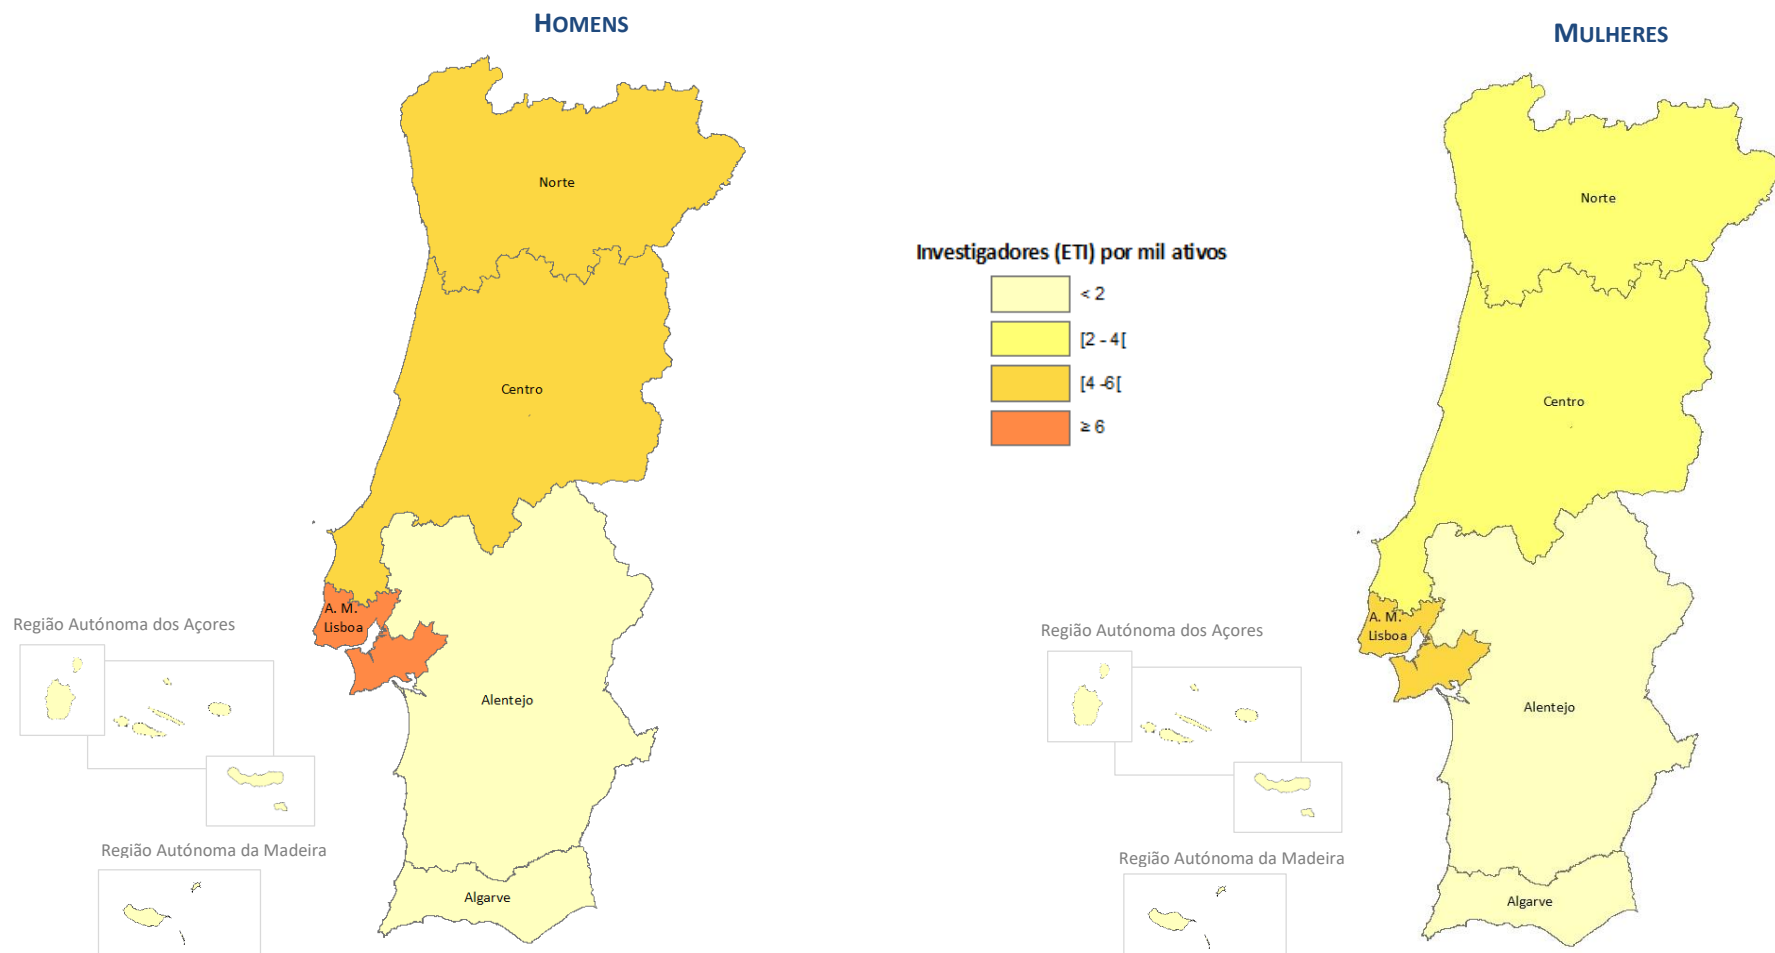 HOMENS
Norte
Centro
A. M.
Lisboa
Alentejo
Algarve
Região Autónoma dos Açores
Região Autónoma da Madeira
Investigadores (ETI) por mil ativos
< 2
[2 - 4[
[4 -6[
≥ 6
MULHERES
Norte
Centro
A. M.
Lisboa
Alentejo
Algarve
Região Autónoma dos Açores
Região Autónoma da Madeira